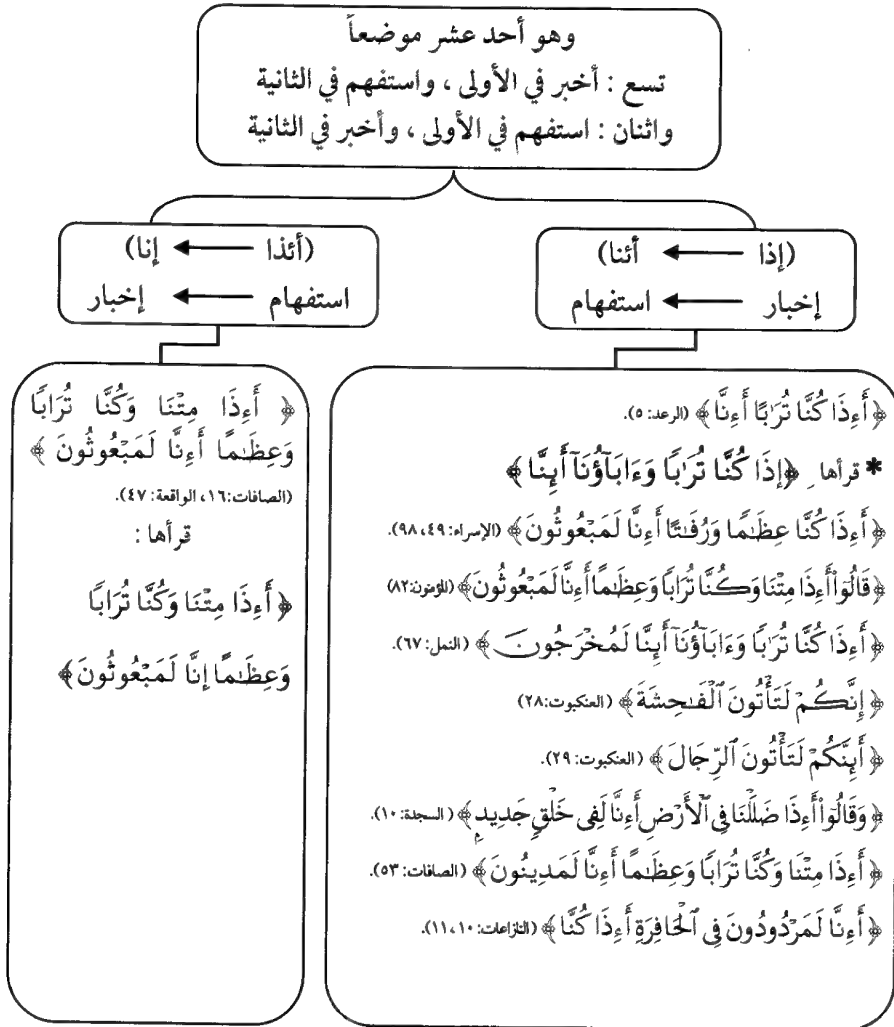 وهو أحد عشر موضعاً
تسع : أخبر في الأولى ، واستفهم في الثانية
واثنان : استفهم في الأولى ، وأخبر في الثانية
(إذا ← أئنا)
إخبار ← استفهام
(أئذا ← إنا)
استفهام ← إخبار
﴿ أَءِذَا كُنَّا تُرَٰبًا أَءِنَّا ﴾ (الرعد: ٥).
* قرأها ﴿إِذَا كُنَّا تُرَٰبًا وَءَابَآؤُنَآ أَئِنَّا ﴾
﴿ أَءِذَا كُنَّا عِظَٰمًا وَرُفَٰتًا أَءِنَّا لَمَبْعُوثُونَ ﴾ (الإسراء: ٤٩، ٩٨).
﴿ قَالُوٓا۟ أَءِذَا مِتْنَا وَكُنَّا تُرَابًا وَعِظَٰمًا أَءِنَّا لَمَبْعُوثُونَ ﴾ (المؤمنون: ٨٢)
﴿ أَءِذَا كُنَّا تُرَٰبًا وَءَابَآؤُنَآ أَئِنَّا لَمُخْرَجُونَ ﴾ (النمل: ٦٧).
﴿ إِنَّكُمْ لَتَأْتُونَ ٱلْفَٰحِشَةَ ﴾ (العنكبوت: ٢٨)
﴿ أَئِنَّكُمْ لَتَأْتُونَ ٱلرِّجَالَ ﴾ (العنكبوت: ٢٩).
﴿ وَقَالُوٓا۟ أَءِذَا ضَلَلْنَا فِى ٱلْأَرْضِ أَءِنَّا لَفِى خَلْقٍ جَدِيدٍۭ ﴾ (السجدة: ١٠).
﴿ أَءِذَا مِتْنَا وَكُنَّا تُرَابًا وَعِظَٰمًا أَءِنَّا لَمَدِينُونَ ﴾ (الصافات: ٥٣).
﴿ أَءِنَّا لَمَرْدُودُونَ فِى ٱلْحَافِرَةِ أَءِذَا كُنَّا ﴾ (النازعات: ١٠، ١١).
﴿ أَءِذَا مِتْنَا وَكُنَّا تُرَابًا
وَعِظَٰمًا أَءِنَّا لَمَبْعُوثُونَ ﴾
(الصافات: ١٦، الواقعة: ٤٧).
قرأها :
﴿ أَءِذَا مِتْنَا وَكُنَّا تُرَابًا
وَعِظَٰمًا إِنَّا لَمَبْعُوثُونَ ﴾